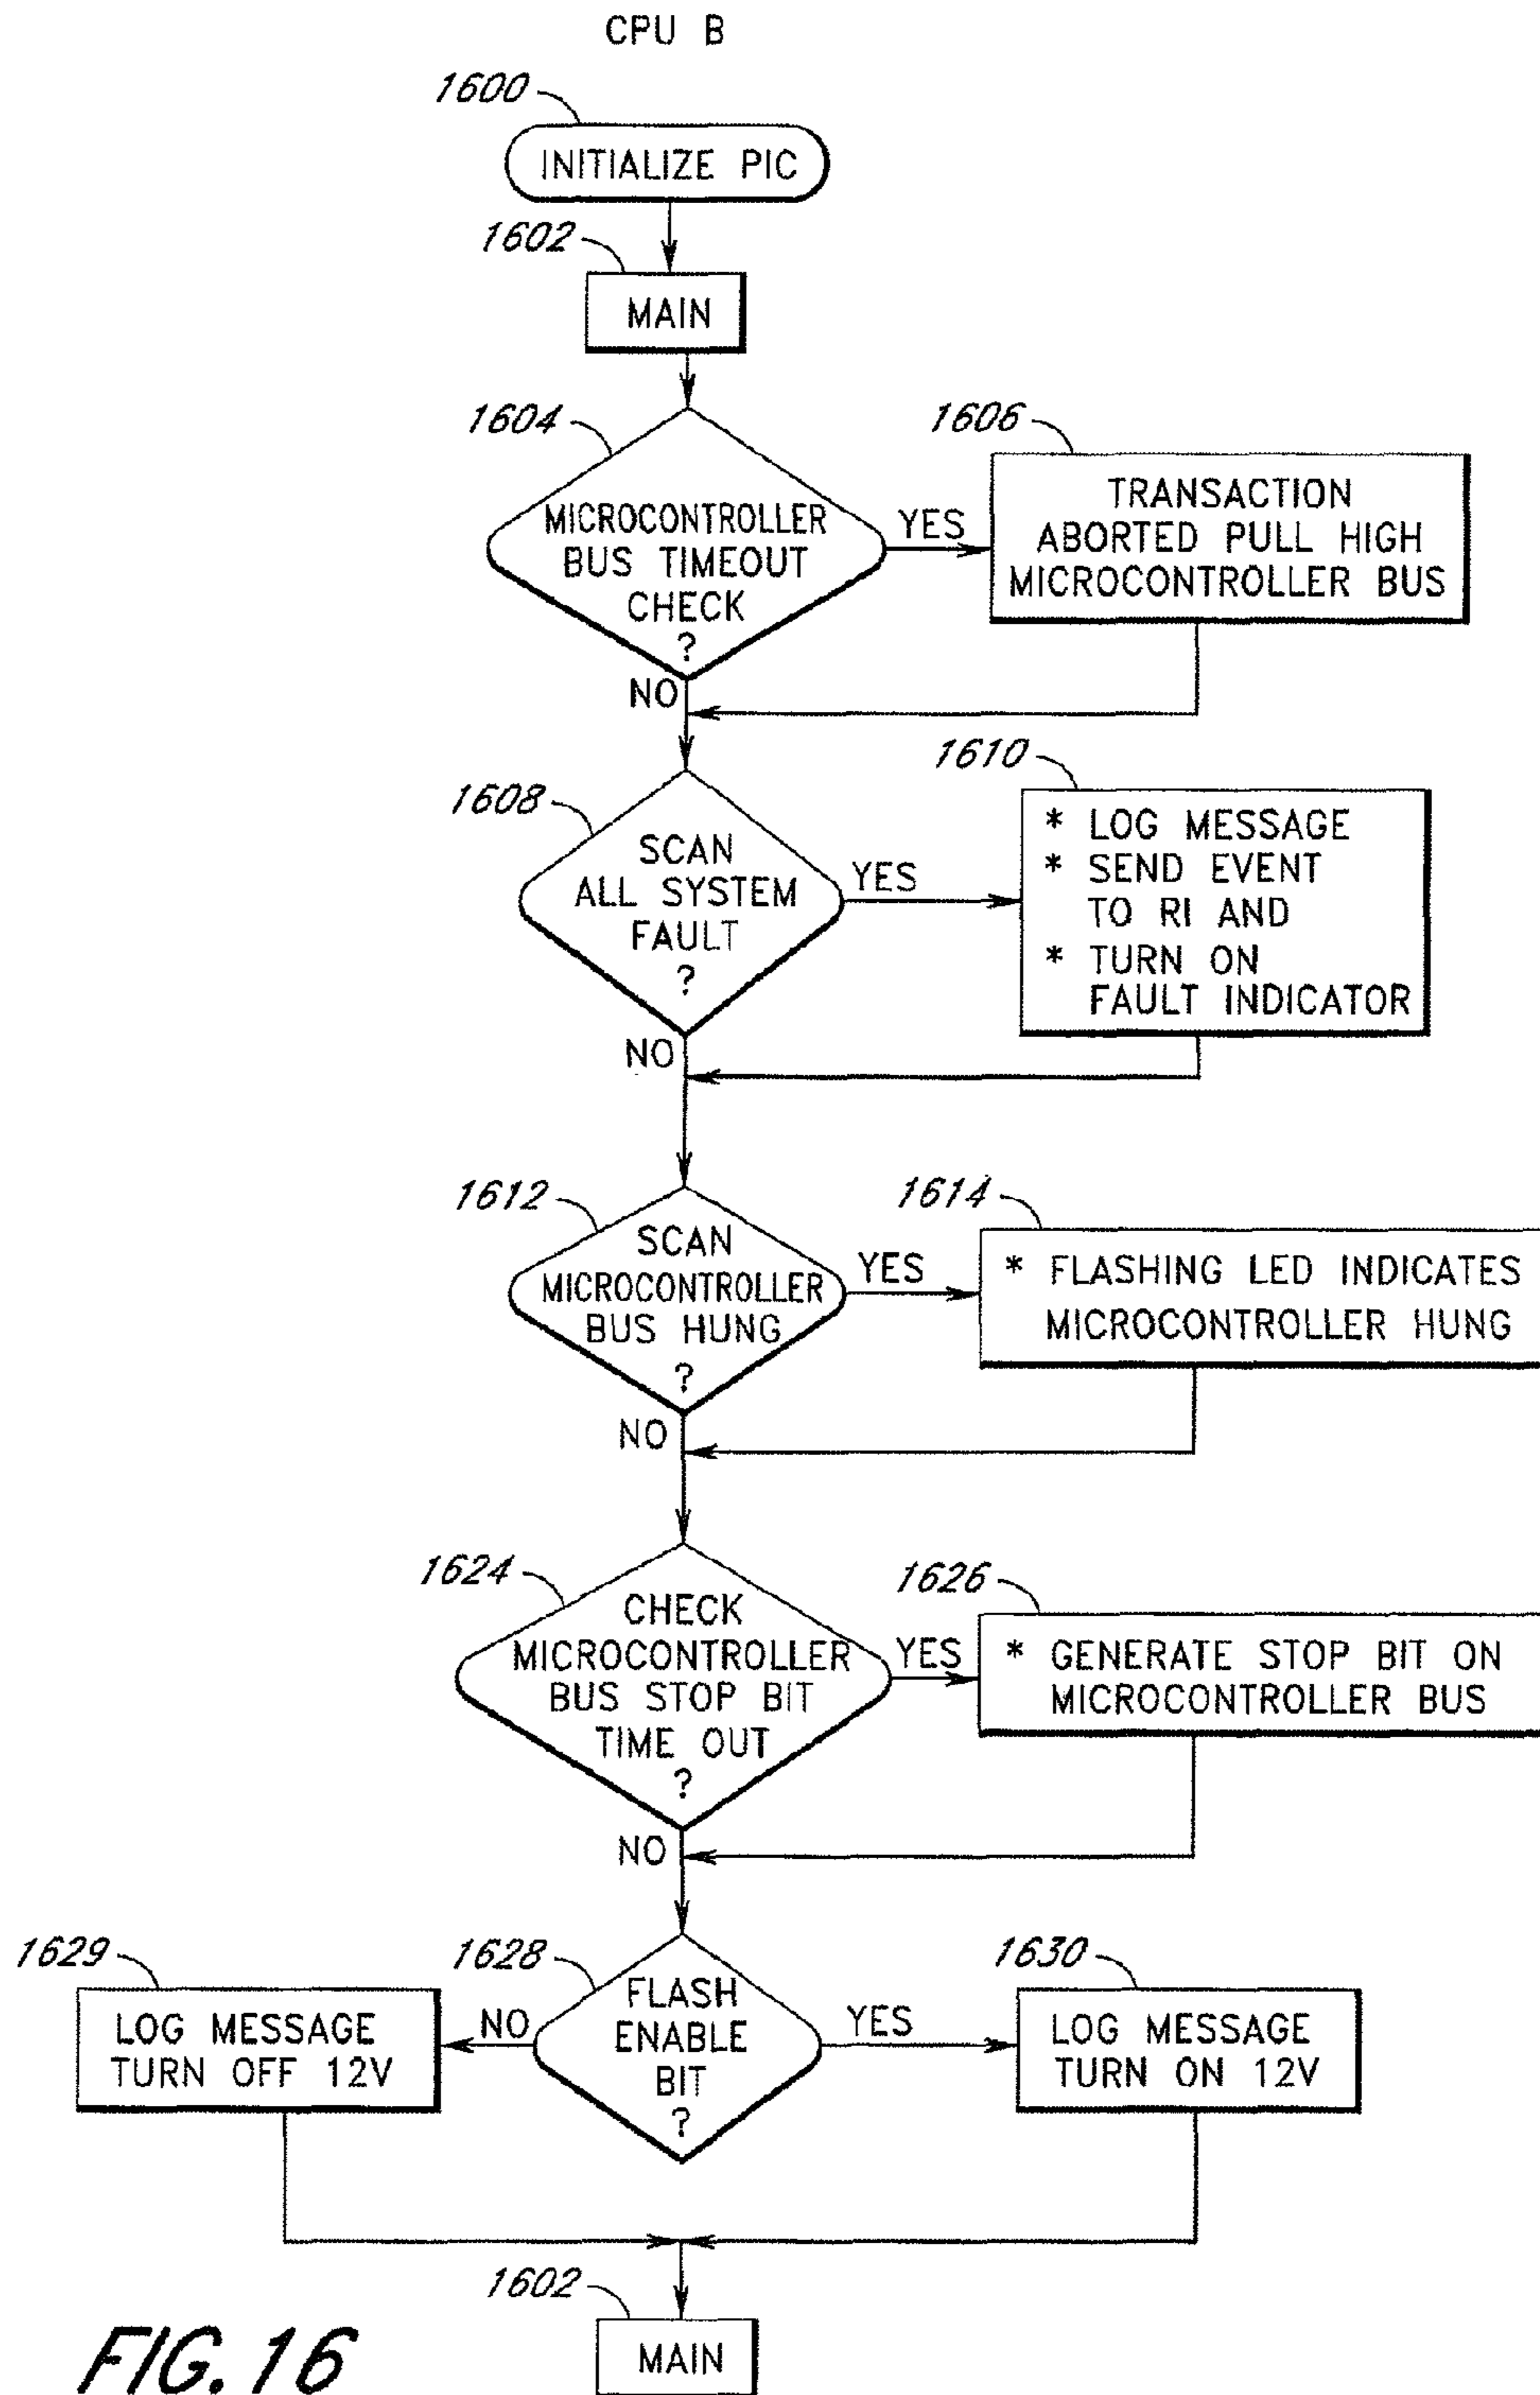 CPU B
1600
INITIALIZE PIC
1602
MAIN
1604
MICROCONTROLLER
BUS TIMEOUT
CHECK
?
YES
NO
1606
TRANSACTION
ABORTED PULL HIGH
MICROCONTROLLER BUS
1608
SCAN
ALL SYSTEM
FAULT
?
YES
NO
1610
* LOG MESSAGE
* SEND EVENT
TO RI AND
* TURN ON
FAULT INDICATOR
1612
SCAN
MICROCONTROLLER
BUS HUNG
?
YES
NO
1614
* FLASHING LED INDICATES
MICROCONTROLLER HUNG
1624
CHECK
MICROCONTROLLER
BUS STOP BIT
TIME OUT
?
YES
NO
1626
* GENERATE STOP BIT ON
MICROCONTROLLER BUS
1628
FLASH
ENABLE
BIT
?
NO
YES
1629
LOG MESSAGE
TURN OFF 12V
1630
LOG MESSAGE
TURN ON 12V
1602
MAIN
FIG. 16